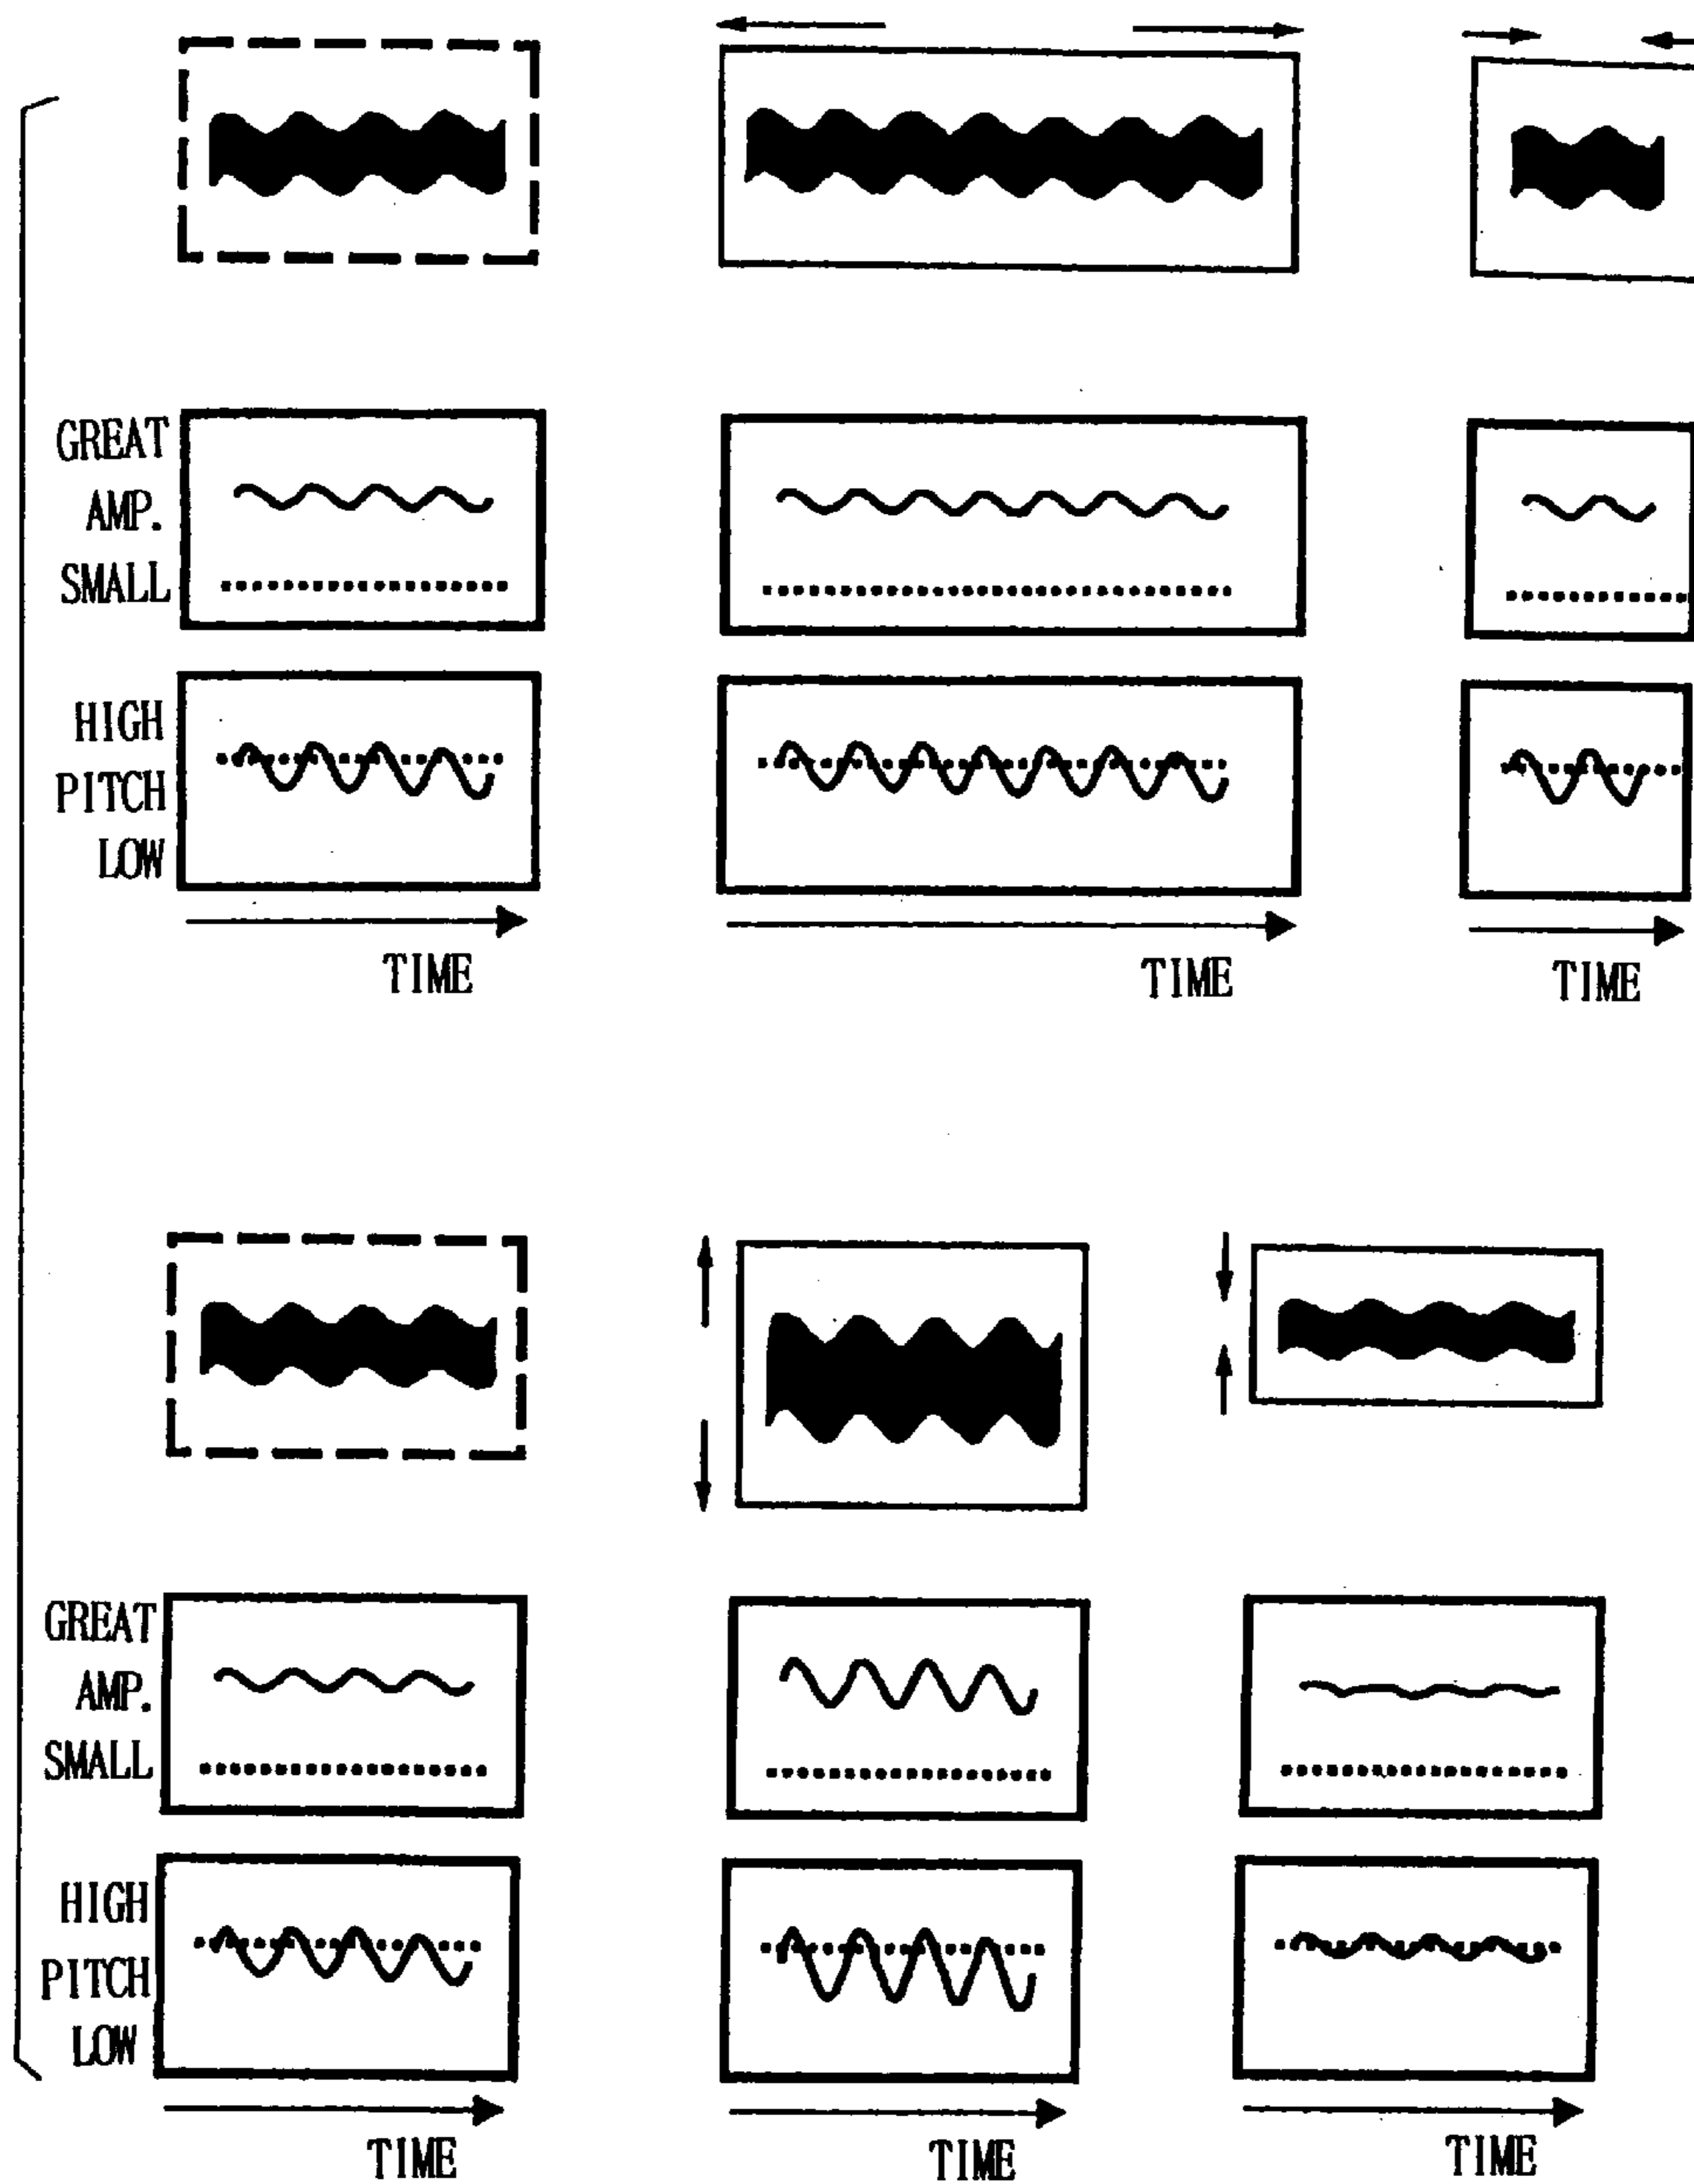 GREAT
AMP.
SMALL
HIGH
PITCH
LOW
TIME TIME TIME
GREAT
AMP.
SMALL
HIGH
PITCH
LOW
TIME TIME TIME